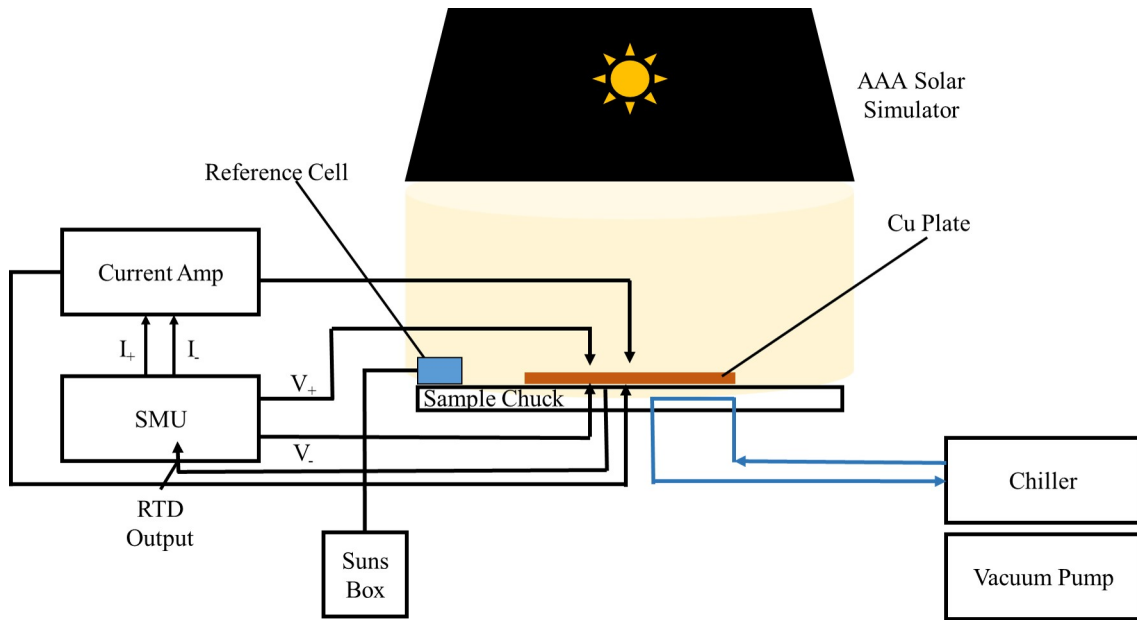 AAA Solar
Simulator
Reference Cell
Cu Plate
Current Amp
I₊
I₋
V₊
Sample Chuck
SMU
V₋
Chiller
RTD
Output
Suns
Box
Vacuum Pump